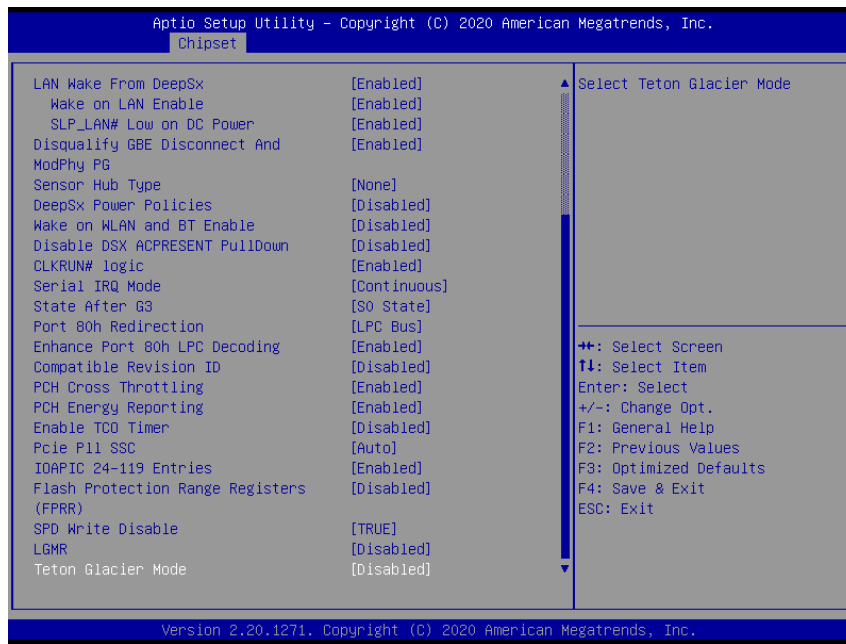 Aptio Setup Utility – Copyright (C) 2020 American Megatrends, Inc.
Chipset
LAN Wake From DeepSx [Enabled]
Wake on LAN Enable [Enabled]
SLP_LAN# Low on DC Power [Enabled]
Disqualify GBE Disconnect And [Enabled]
ModPhy PG
Sensor Hub Type [None]
DeepSx Power Policies [Disabled]
Wake on WLAN and BT Enable [Disabled]
Disable DSX ACPRESENT PullDown [Disabled]
CLKRUN# logic [Enabled]
Serial IRQ Mode [Continuous]
State After G3 [S0 State]
Port 80h Redirection [LPC Bus]
Enhance Port 80h LPC Decoding [Enabled]
Compatible Revision ID [Disabled]
PCH Cross Throttling [Enabled]
PCH Energy Reporting [Enabled]
Enable TCO Timer [Disabled]
Pcie Pll SSC [Auto]
IOAPIC 24-119 Entries [Enabled]
Flash Protection Range Registers [Disabled]
(FPRR)
SPD Write Disable [TRUE]
LGMR [Disabled]
Teton Glacier Mode [Disabled]
Select Teton Glacier Mode
→←: Select Screen
↑↓: Select Item
Enter: Select
+/-: Change Opt.
F1: General Help
F2: Previous Values
F3: Optimized Defaults
F4: Save & Exit
ESC: Exit
Version 2.20.1271. Copyright (C) 2020 American Megatrends, Inc.